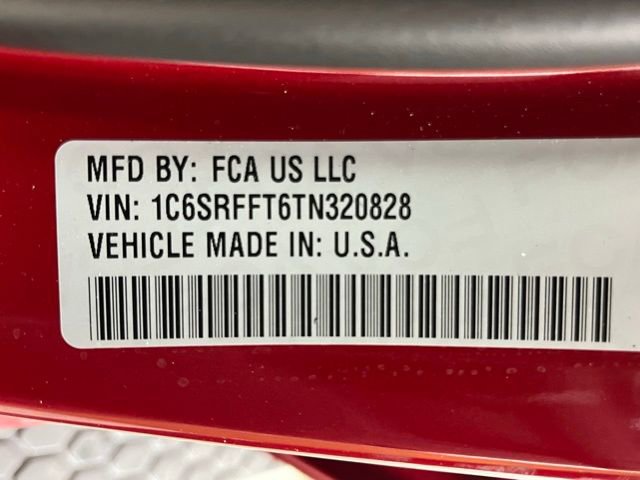 MFD BY: FCA US LLC
VIN: 1C6SRFFT6TN320828
VEHICLE MADE IN: U.S.A.